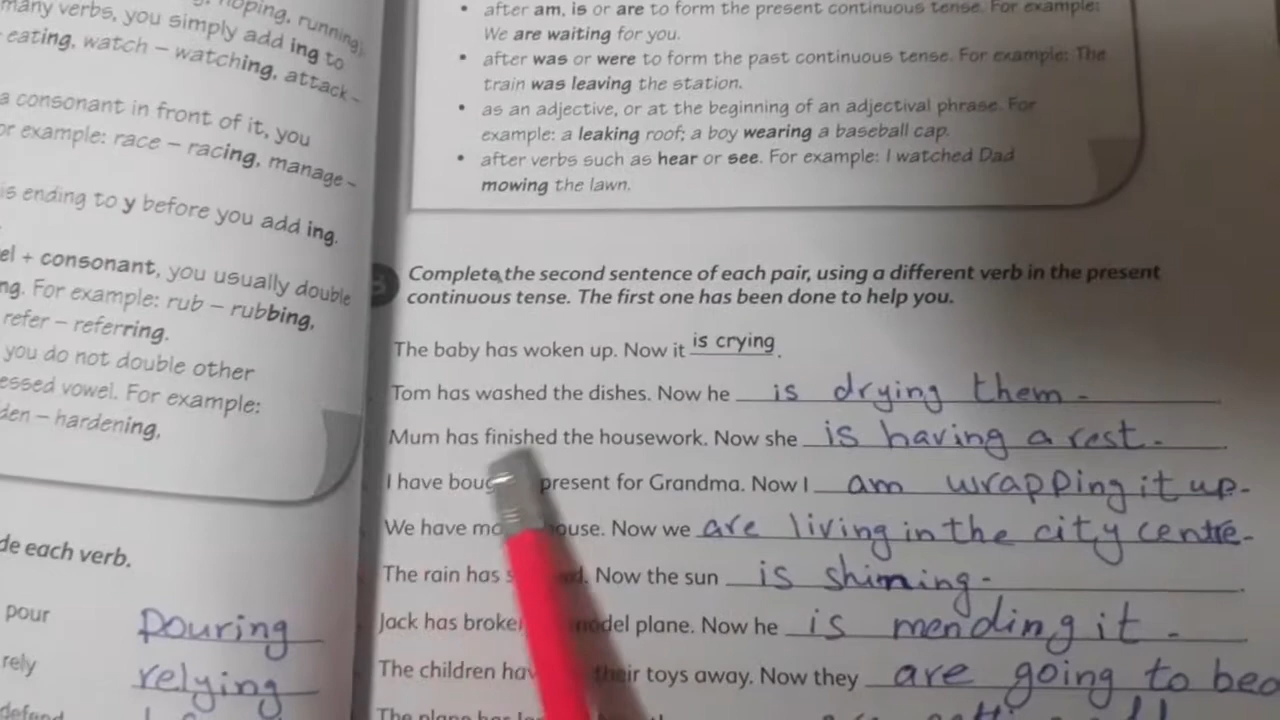 hoping, running,
many verbs, you simply add ing to
eating, watch – watching, attack –
a consonant in front of it, you
or example: race – racing, manage –
is ending to y before you add ing.
el + consonant, you usually double
ng. For example: rub – rubbing,
refer – referring.
you do not double other
essed vowel. For example:
den – hardening,
de each verb.
pour pouring
rely relying
defend
• after am, is or are to form the present continuous tense. For example:
We are waiting for you.
• after was or were to form the past continuous tense. For example: The
train was leaving the station.
• as an adjective, or at the beginning of an adjectival phrase. For
example: a leaking roof; a boy wearing a baseball cap.
• after verbs such as hear or see. For example: I watched Dad
mowing the lawn.
Complete the second sentence of each pair, using a different verb in the present
continuous tense. The first one has been done to help you.
The baby has woken up. Now it is crying.
Tom has washed the dishes. Now he is drying them.
Mum has finished the housework. Now she is having a rest.
I have boug present for Grandma. Now I am wrapping it up.
We have mo house. Now we are living in the city centre.
The rain has s d. Now the sun is shining.
Jack has broke model plane. Now he is mending it.
The children hav their toys away. Now they are going to bed
The plane has